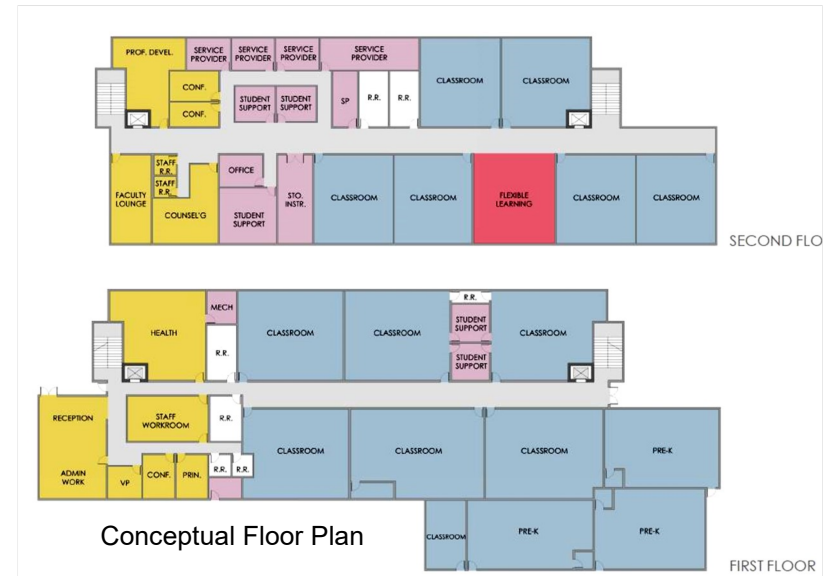 PROF. DEVEL.
SERVICE
PROVIDER
SERVICE
PROVIDER
SERVICE
PROVIDER
SERVICE
PROVIDER
CLASSROOM
CLASSROOM
CONF.
CONF.
STUDENT
SUPPORT
STUDENT
SUPPORT
SP
R.R.
R.R.
FACULTY
LOUNGE
STAFF
R.R.
STAFF
R.R.
COUNSEL'G
OFFICE
STUDENT
SUPPORT
STO.
INSTR.
CLASSROOM
CLASSROOM
FLEXIBLE
LEARNING
CLASSROOM
CLASSROOM
SECOND FLO
HEALTH
MECH
R.R.
CLASSROOM
CLASSROOM
R.R.
STUDENT
SUPPORT
STUDENT
SUPPORT
CLASSROOM
RECEPTION
ADMIN
WORK
STAFF
WORKROOM
R.R.
VP
CONF.
PRIN.
R.R.
R.R.
CLASSROOM
CLASSROOM
CLASSROOM
PRE-K
CLASSROOM
PRE-K
PRE-K
Conceptual Floor Plan
FIRST FLOOR